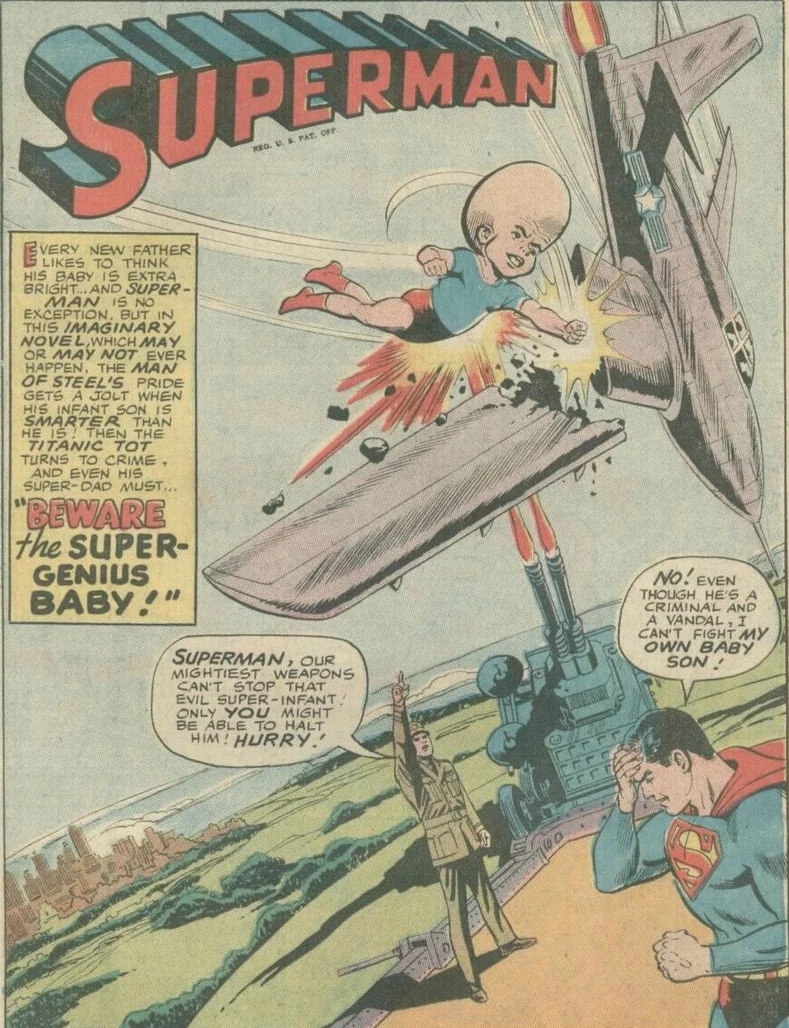 SUPERMAN
REG. U. S. PAT. OFF
EVERY NEW FATHER
LIKES TO THINK
HIS BABY IS EXTRA
BRIGHT...AND SUPER-
MAN IS NO
EXCEPTION. BUT IN
THIS IMAGINARY
NOVEL, WHICH MAY
OR MAY NOT EVER
HAPPEN, THE MAN
OF STEEL'S PRIDE
GETS A JOLT WHEN
HIS INFANT SON IS
SMARTER THAN
HE IS! THEN THE
TITANIC TOT
TURNS TO CRIME,
AND EVEN HIS
SUPER-DAD MUST...
"BEWARE
the SUPER-
GENIUS
BABY!"
NO! EVEN
THOUGH HE'S A
CRIMINAL AND
A VANDAL, I
CAN'T FIGHT MY
OWN BABY
SON!
SUPERMAN, OUR
MIGHTIEST WEAPONS
CAN'T STOP THAT
EVIL SUPER-INFANT!
ONLY YOU MIGHT
BE ABLE TO HALT
HIM! HURRY!
S